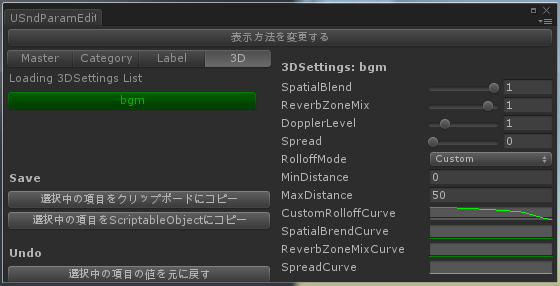 USndParamEdit
表示方法を変更する
Master Category Label 3D
Loading 3DSettings List
bgm
Save
選択中の項目をクリップボードにコピー
選択中の項目をScriptableObjectにコピー
Undo
選択中の項目の値を元に戻す
3DSettings: bgm
SpatialBlend 1
ReverbZoneMix 1
DopplerLevel 1
Spread 0
RolloffMode Custom
MinDistance 0
MaxDistance 50
CustomRolloffCurve
SpatialBrendCurve
ReverbZoneMixCurve
SpreadCurve